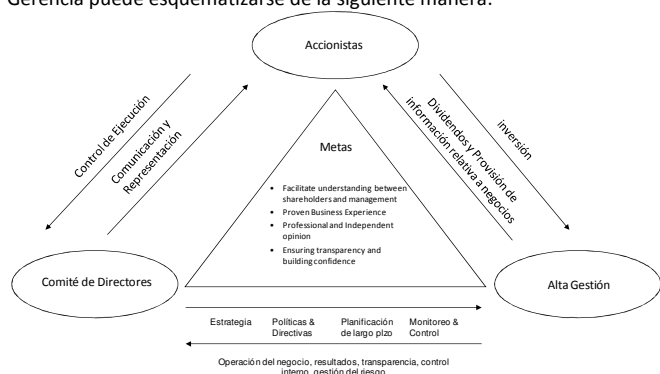 Gerencia puede esquematizarse de la siguiente manera:
Accionistas
Control de Ejecución
Comunicación y
Representación
Dividendos y Provisión de
información relativa a negocios
inversión
Metas
• Facilitate understanding between
shareholders and management
• Proven Business Experience
• Professional and Independent
opinion
• Ensuring transparency and
building confidence
Comité de Directores
Alta Gestión
Estrategia
Políticas &
Directivas
Planificación
de largo plzo
Monitoreo &
Control
Operación del negocio, resultados, transparencia, control
interno, gestión del riesgo